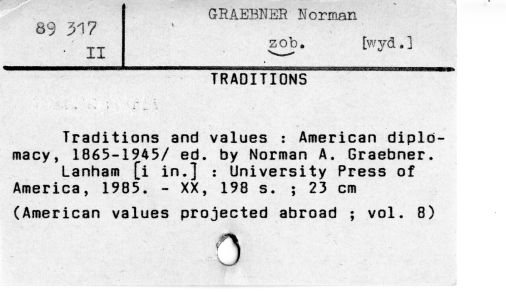 GRAEBNER Norman
89 317
II
zob. [wyd.]
TRADITIONS
Traditions and values : American diplo-
macy, 1865-1945/ ed. by Norman A. Graebner.
Lanham [i in.] : University Press of
America, 1985. - XX, 198 s. ; 23 cm
(American values projected abroad ; vol. 8)